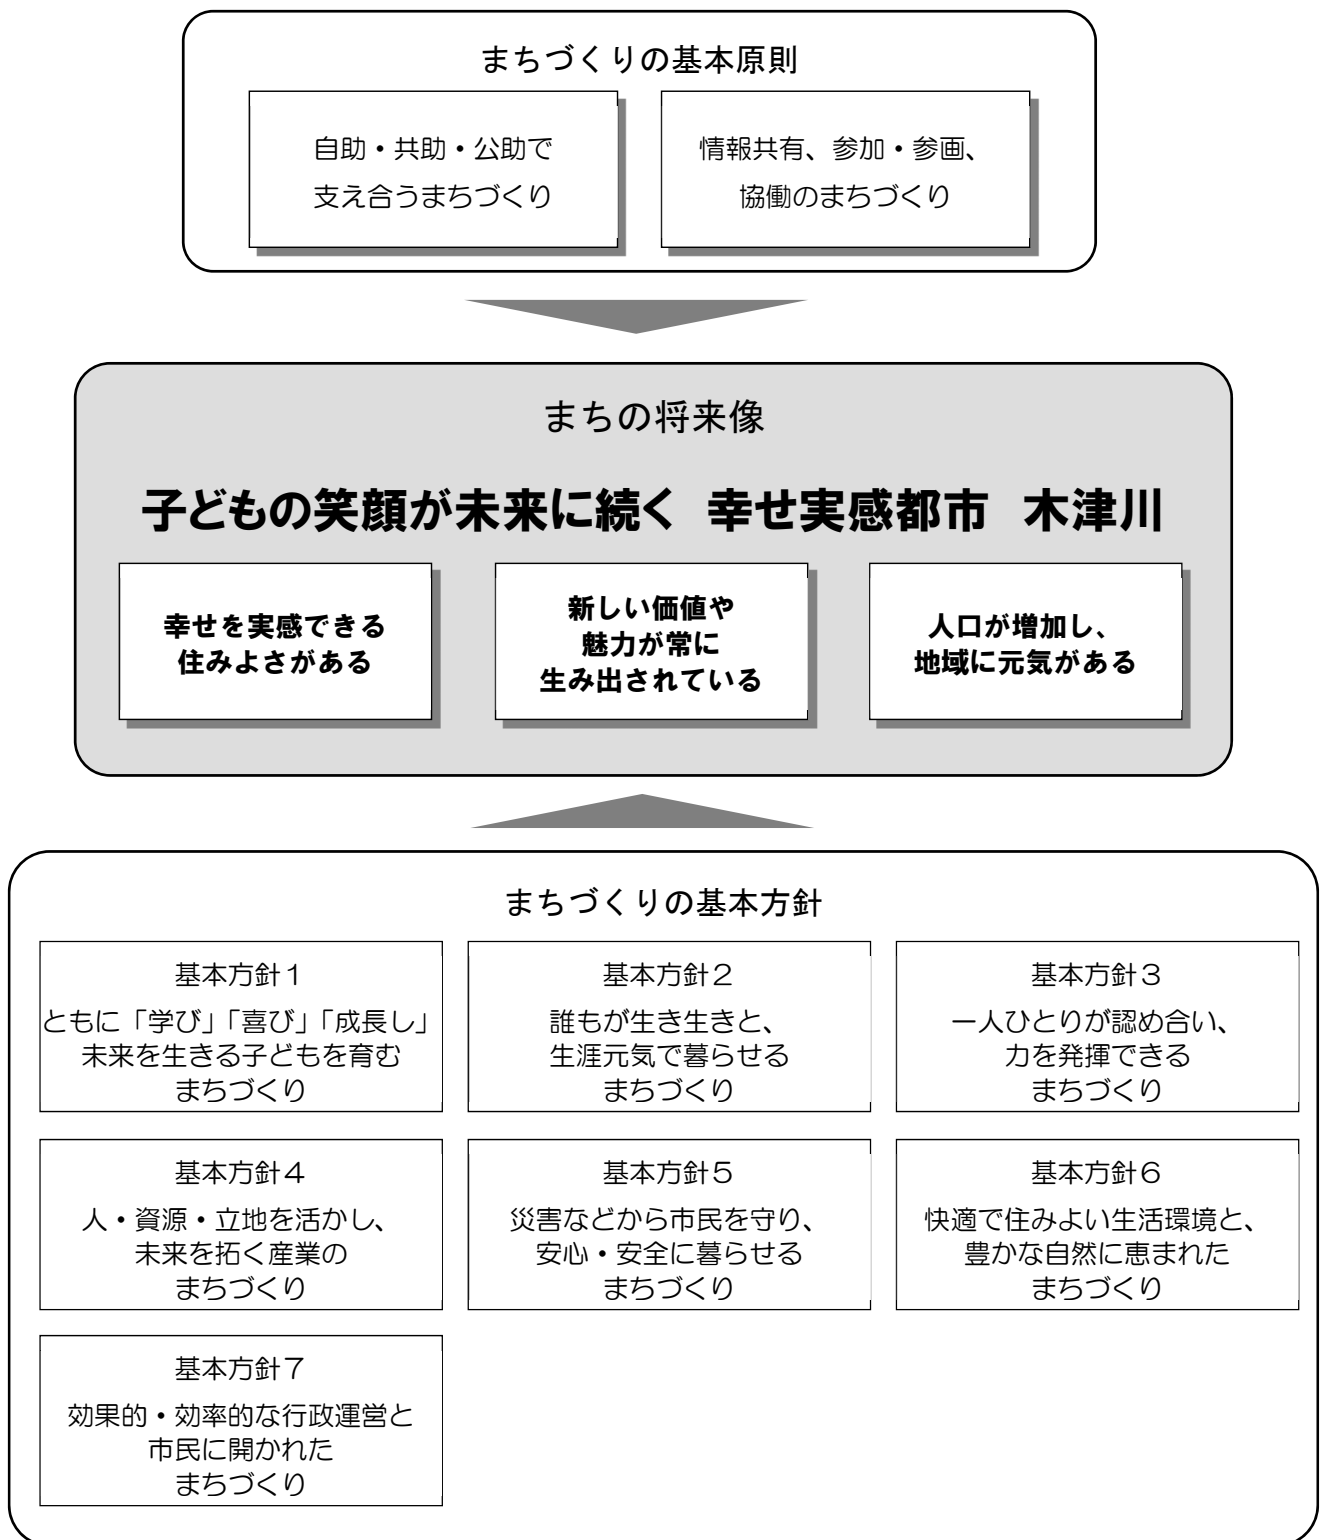 まちづくりの基本原則
自助・共助・公助で
支え合うまちづくり
情報共有、参加・参画、
協働のまちづくり
まちの将来像
子どもの笑顔が未来に続く 幸せ実感都市 木津川
幸せを実感できる
住みよさがある
新しい価値や
魅力が常に
生み出されている
人口が増加し、
地域に元気がある
まちづくりの基本方針
基本方針1
ともに「学び」「喜び」「成長し」
未来を生きる子どもを育む
まちづくり
基本方針2
誰もが生き生きと、
生涯元気で暮らせる
まちづくり
基本方針3
一人ひとりが認め合い、
力を発揮できる
まちづくり
基本方針4
人・資源・立地を活かし、
未来を拓く産業の
まちづくり
基本方針5
災害などから市民を守り、
安心・安全に暮らせる
まちづくり
基本方針6
快適で住みよい生活環境と、
豊かな自然に恵まれた
まちづくり
基本方針7
効果的・効率的な行政運営と
市民に開かれた
まちづくり